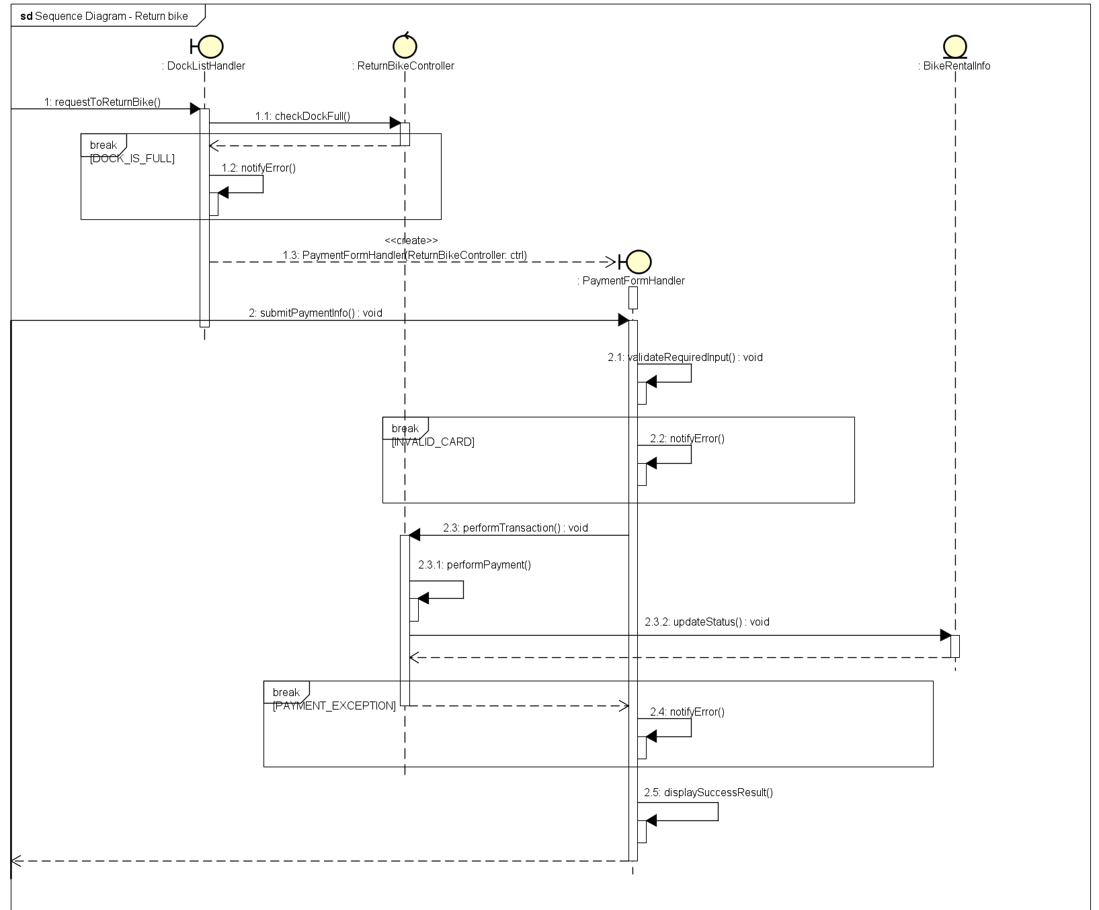 sd Sequence Diagram - Return bike
: DockListHandler
: ReturnBikeController
: BikeRentalInfo
1: requestToReturnBike()
1.1: checkDockFull()
break
[DOCK_IS_FULL]
1.2: notifyError()
<<create>>
1.3: PaymentFormHandler(ReturnBikeController: ctrl)
: PaymentFormHandler
2: submitPaymentInfo() : void
2.1: validateRequiredInput() : void
break
[INVALID_CARD]
2.2: notifyError()
2.3: performTransaction() : void
2.3.1: performPayment()
2.3.2: updateStatus() : void
break
[PAYMENT_EXCEPTION]
2.4: notifyError()
2.5: displaySuccessResult()